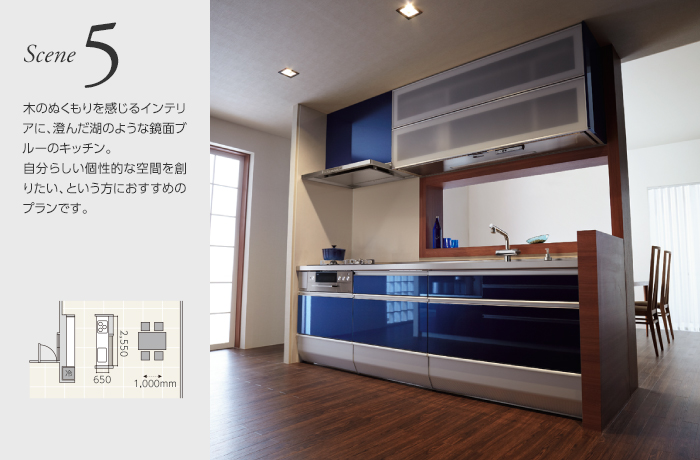 Scene 5
木のぬくもりを感じるインテリ
アに、澄んだ湖のような鏡面ブ
ルーのキッチン。
自分らしい個性的な空間を創
りたい、という方におすすめの
プランです。
2,550
冷
650
1,000mm